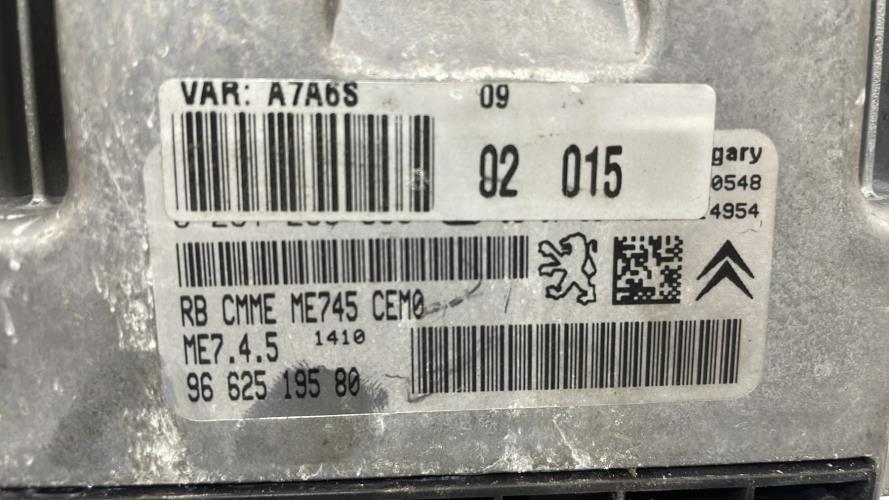 VAR: A7A6S 09
02 015
gary
0548
4954
RB CMME ME745 CEM0
ME7.4.5 1410
96 625 195 80